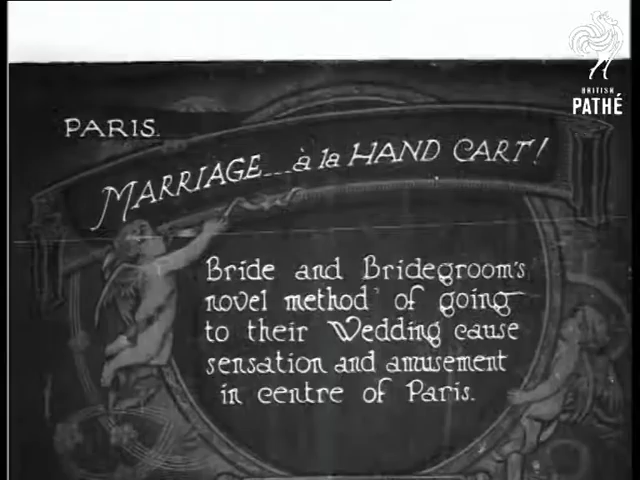 BRITISH
PATHÉ
PARIS.
MARRIAGE....à la HAND CART!
Bride and Bridegroom's
novel method of going
to their Wedding cause
sensation and amusement
in centre of Paris.